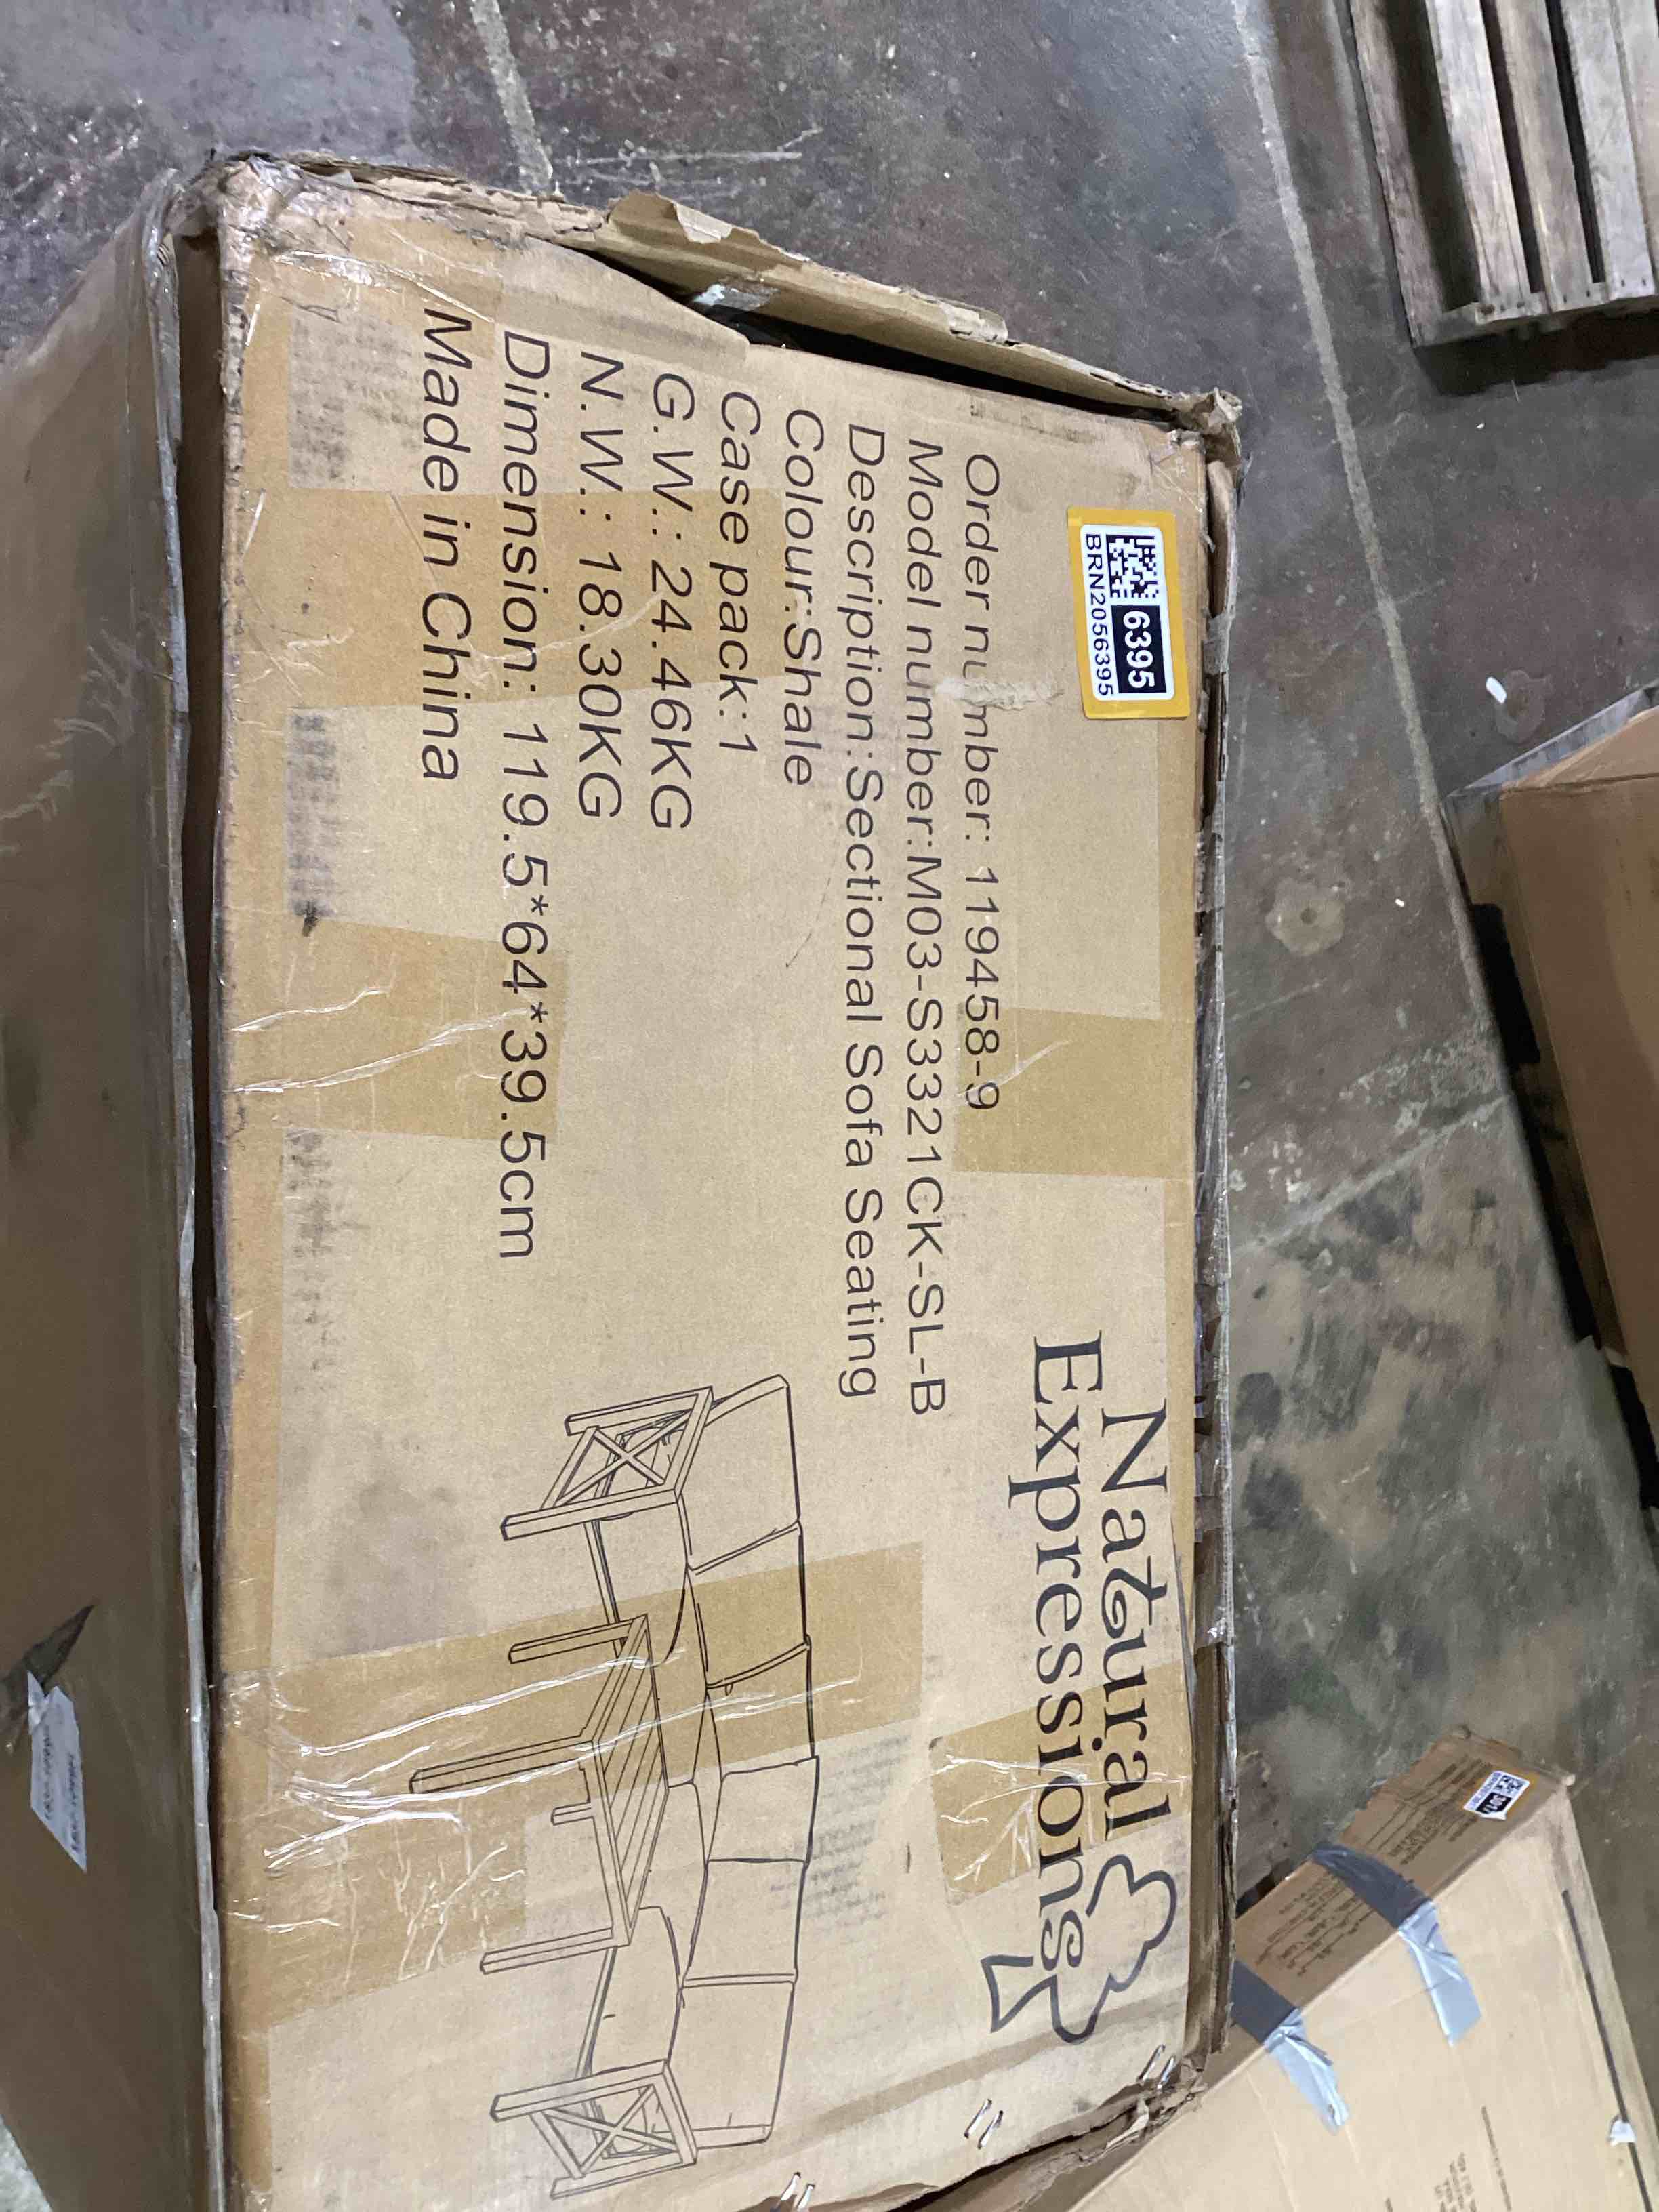 6395
BRN2056395
Natural
Expressions
Order number: 119458-9
Model number:M03-S3321CK-SL-B
Description:Sectional Sofa Seating
Colour:Shale
Case pack:1
G.W.: 24.46KG
N.W.: 18.30KG
Dimension: 119.5*64*39.5cm
Made in China